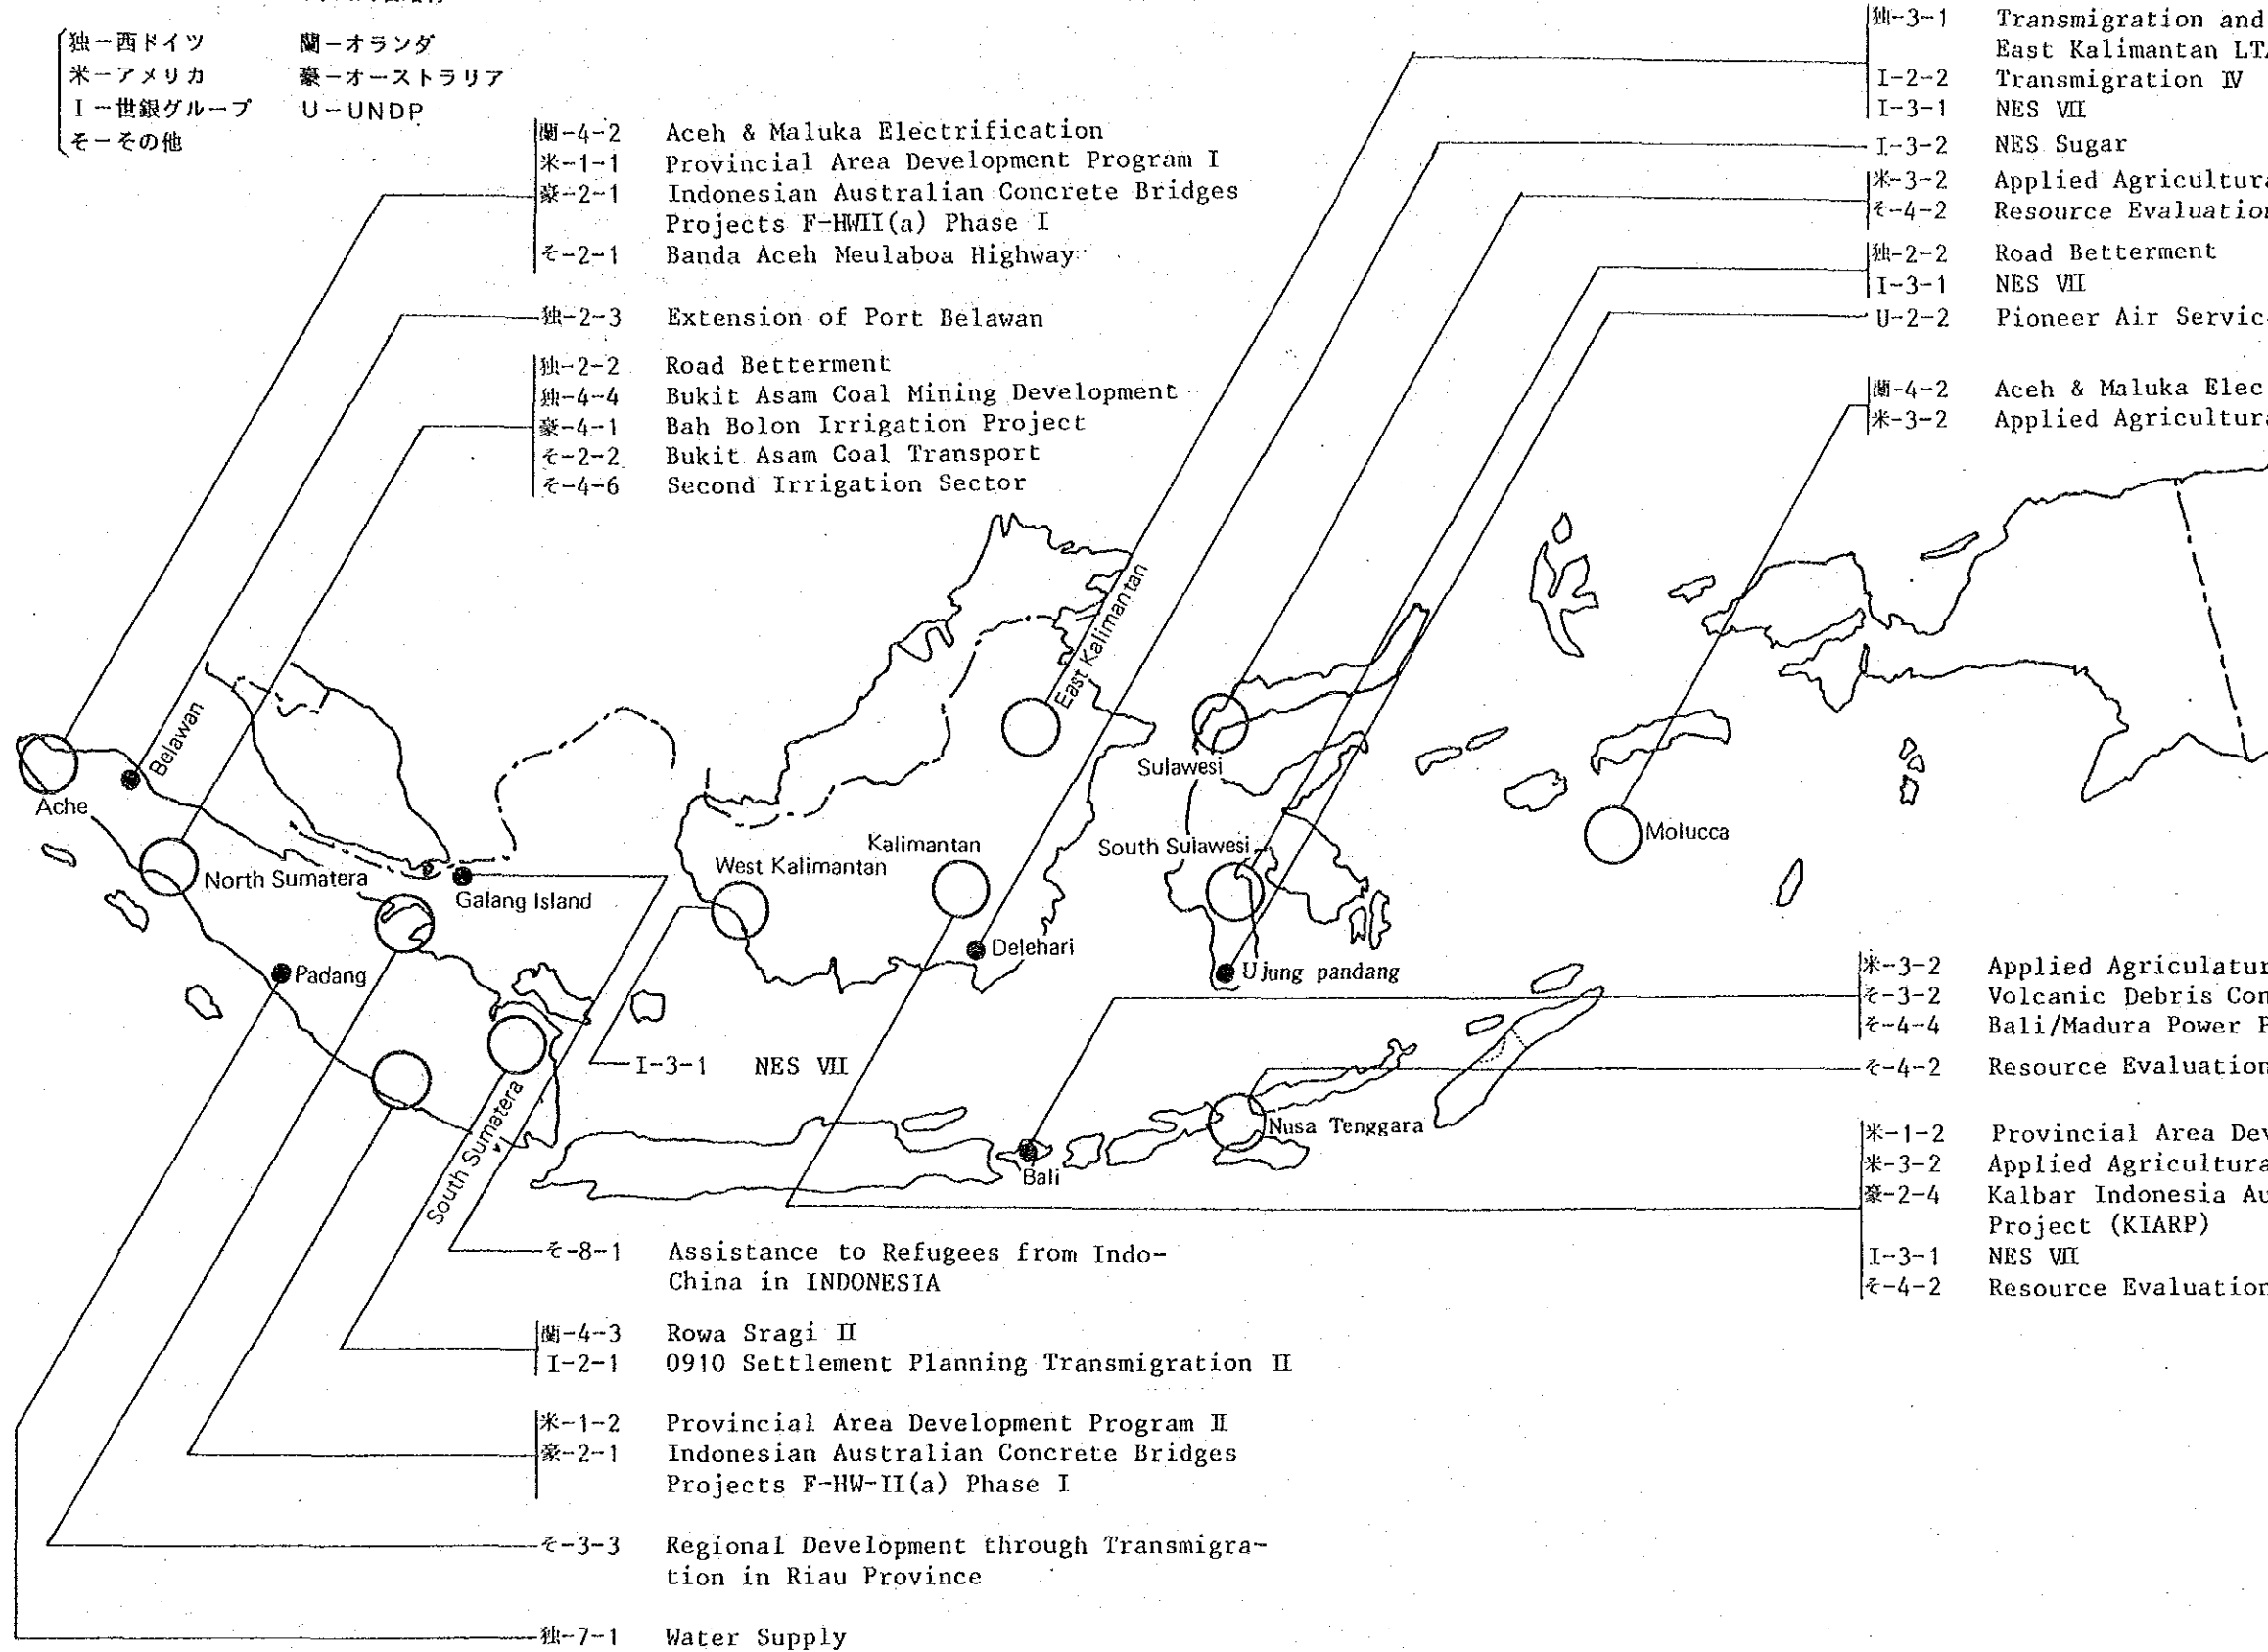 独-西ドイツ 蘭-オランダ
米-アメリカ 豪-オーストラリア
I-世銀グループ U-UNDP
そ-その他
蘭-4-2 Aceh & Maluka Electrification
米-1-1 Provincial Area Development Program I
豪-2-1 Indonesian Australian Concrete Bridges
Projects F-HWII(a) Phase I
そ-2-1 Banda Aceh Meulaboa Highway
独-2-3 Extension of Port Belawan
独-2-2 Road Betterment
独-4-4 Bukit Asam Coal Mining Development
豪-4-1 Bah Bolon Irrigation Project
そ-2-2 Bukit Asam Coal Transport
そ-4-6 Second Irrigation Sector
独-3-1 Transmigration and
East Kalimantan LTA
I-2-2 Transmigration Ⅳ
I-3-1 NES Ⅶ
I-3-2 NES Sugar
米-3-2 Applied Agricultura
そ-4-2 Resource Evaluation
独-2-2 Road Betterment
I-3-1 NES Ⅶ
U-2-2 Pioneer Air Servic
蘭-4-2 Aceh & Maluka Elec
米-3-2 Applied Agricultura
East Kalimantan
Belawan
Ache
Sulawesi
Molucca
North Sumatera
Galang Island
West Kalimantan
Kalimantan
South Sulawesi
Padang
Delehari
Ujung pandang
I-3-1 NES Ⅶ
South Sumatera
Bali
Nusa Tenggara
米-3-2 Applied Agriculatur
そ-3-2 Volcanic Debris Con
そ-4-4 Bali/Madura Power P
そ-4-2 Resource Evaluation
米-1-2 Provincial Area Dev
米-3-2 Applied Agricultura
豪-2-4 Kalbar Indonesia Au
Project (KIARP)
I-3-1 NES Ⅶ
そ-4-2 Resource Evaluation
そ-8-1 Assistance to Refugees from Indo-
China in INDONESIA
蘭-4-3 Rowa Sragi Ⅱ
I-2-1 0910 Settlement Planning Transmigration Ⅱ
米-1-2 Provincial Area Development Program Ⅱ
豪-2-1 Indonesian Australian Concrete Bridges
Projects F-HW-II(a) Phase I
そ-3-3 Regional Development through Transmigra-
tion in Riau Province
独-7-1 Water Supply